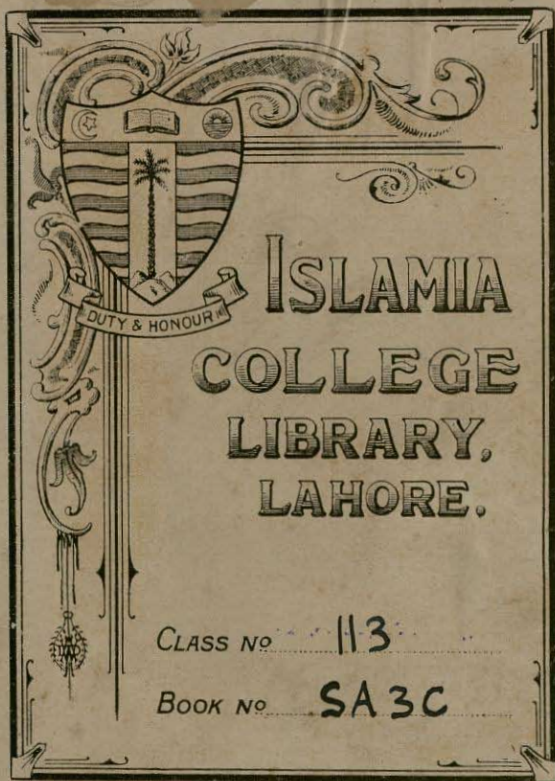 DUTY & HONOUR
ISLAMIA
COLLEGE
LIBRARY,
LAHORE.
CLASS No 113
BOOK No SA3C